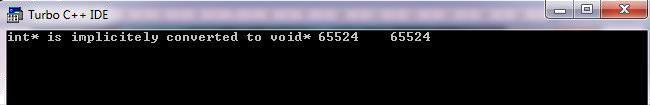 Turbo C++ IDE
int* is implicitely converted to void* 65524    65524